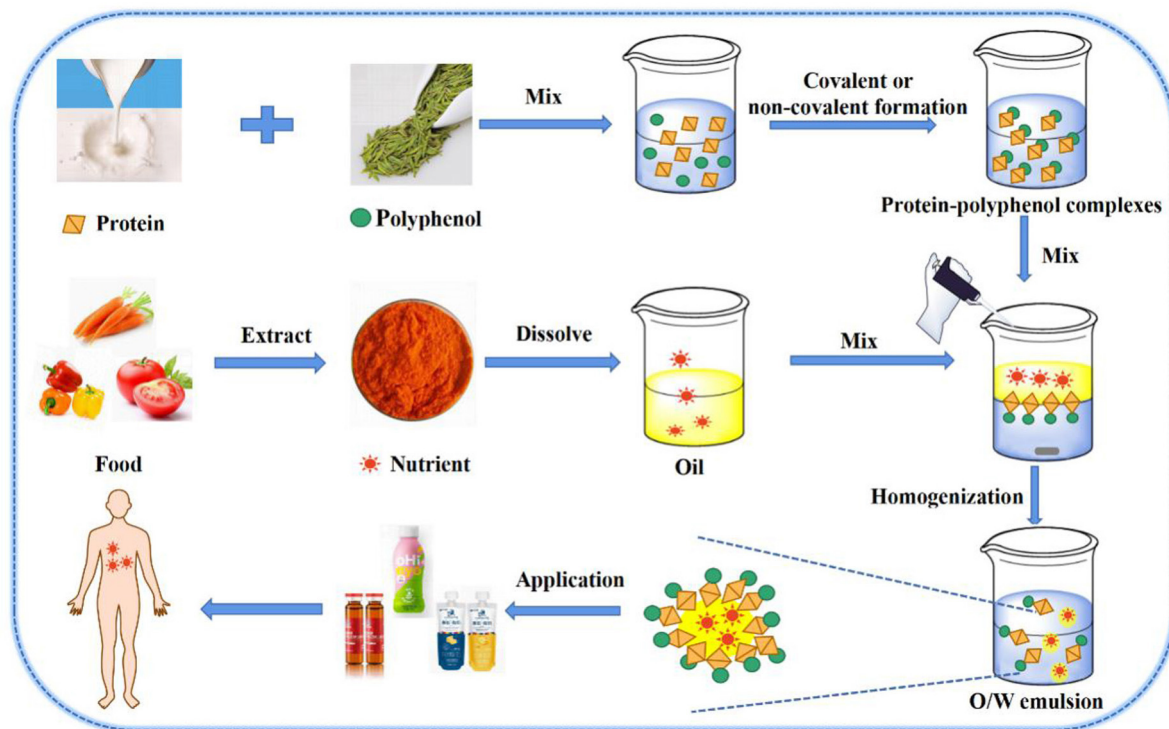 Mix
Covalent or
non-covalent formation
Protein
Polyphenol
Protein-polyphenol complexes
Mix
Extract
Dissolve
Mix
Food
Nutrient
Oil
Homogenization
Application
O/W emulsion